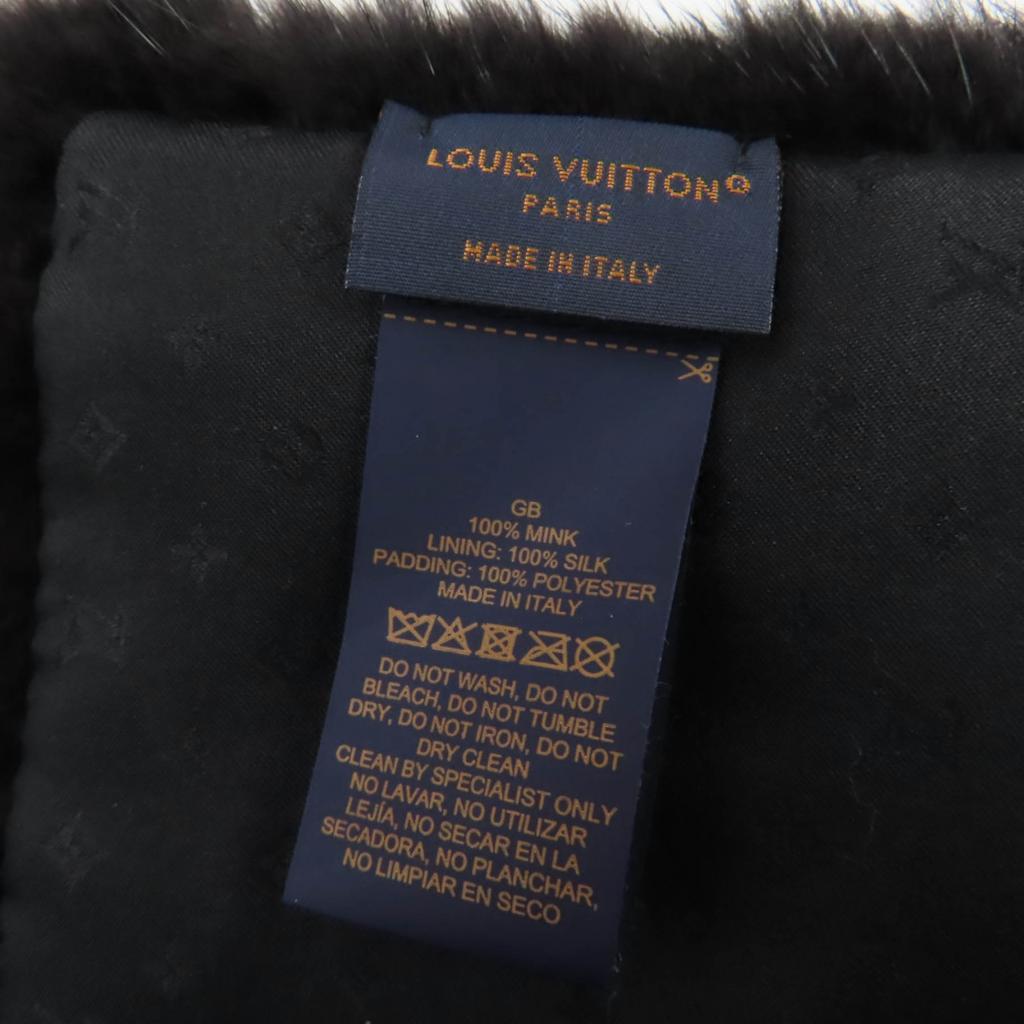 LOUIS VUITTON®
PARIS
MADE IN ITALY
GB
100% MINK
LINING: 100% SILK
PADDING: 100% POLYESTER
MADE IN ITALY
DO NOT WASH, DO NOT
BLEACH, DO NOT TUMBLE
DRY, DO NOT IRON, DO NOT
DRY CLEAN
CLEAN BY SPECIALIST ONLY
NO LAVAR, NO UTILIZAR
LEJÍA, NO SECAR EN LA
SECADORA, NO PLANCHAR,
NO LIMPIAR EN SECO